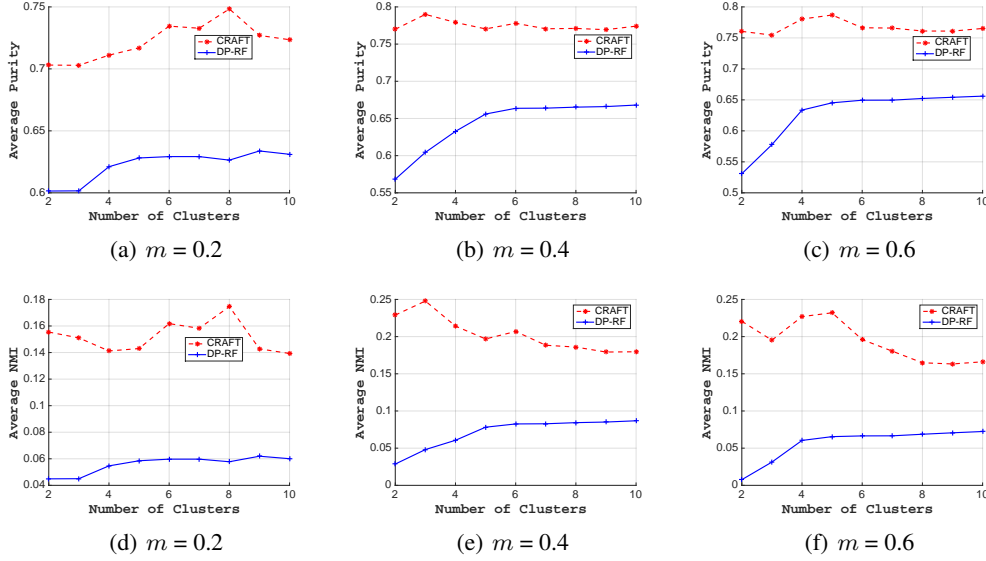 0.75
0.7
0.65
0.6
Average Purity
CRAFT
DP-RF
2 4 6 8 10
Number of Clusters
(a) m = 0.2
0.8
0.75
0.7
0.65
0.6
0.55
Average Purity
CRAFT
DP-RF
2 4 6 8 10
Number of Clusters
(b) m = 0.4
0.8
0.75
0.7
0.65
0.6
0.55
0.5
Average Purity
CRAFT
DP-RF
2 4 6 8 10
Number of Clusters
(c) m = 0.6
0.18
0.16
0.14
0.12
0.1
0.08
0.06
0.04
Average NMI
CRAFT
DP-RF
2 4 6 8 10
Number of Clusters
(d) m = 0.2
0.25
0.2
0.15
0.1
0.05
0
Average NMI
CRAFT
DP-RF
2 4 6 8 10
Number of Clusters
(e) m = 0.4
0.25
0.2
0.15
0.1
0.05
0
Average NMI
CRAFT
DP-RF
2 4 6 8 10
Number of Clusters
(f) m = 0.6